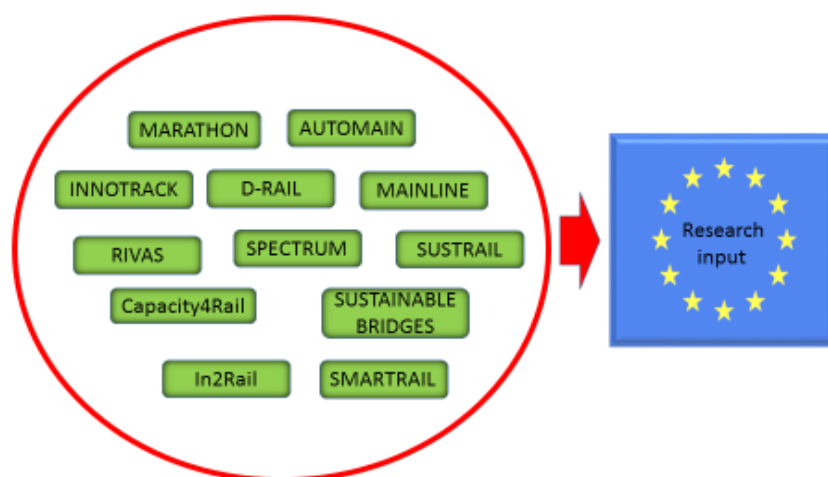 MARATHON
AUTOMAIN
INNOTRACK
D-RAIL
MAINLINE
RIVAS
SPECTRUM
SUSTRAIL
Capacity4Rail
SUSTAINABLE
BRIDGES
In2Rail
SMARTRAIL
Research
input